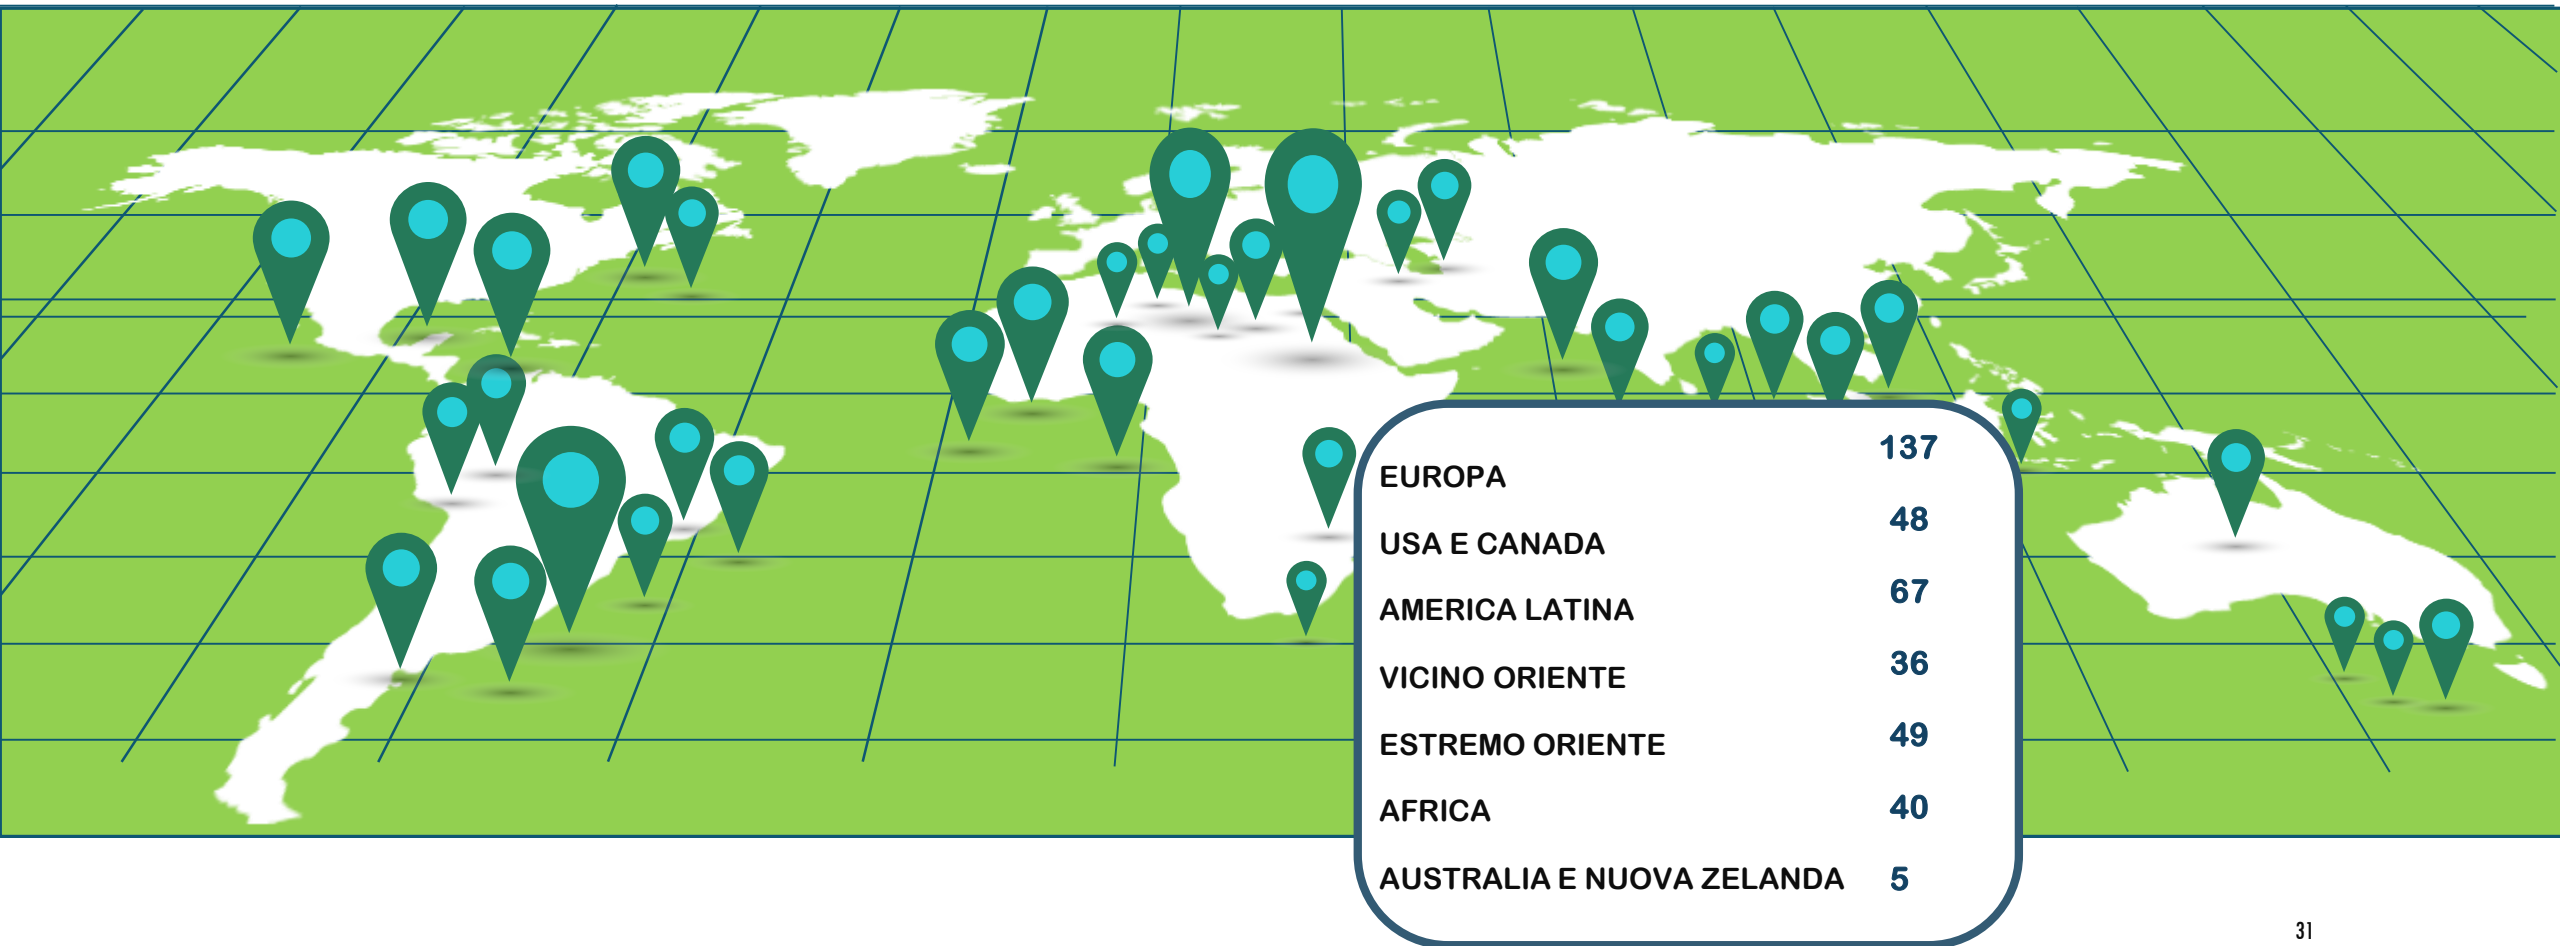 EUROPA 137
USA E CANADA 48
AMERICA LATINA 67
VICINO ORIENTE 36
ESTREMO ORIENTE 49
AFRICA 40
AUSTRALIA E NUOVA ZELANDA 5
31